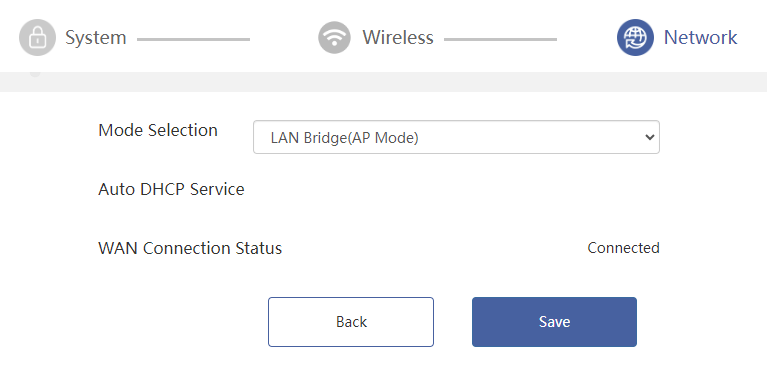 System Wireless Network
Mode Selection LAN Bridge(AP Mode)
Auto DHCP Service
WAN Connection Status Connected
Back Save